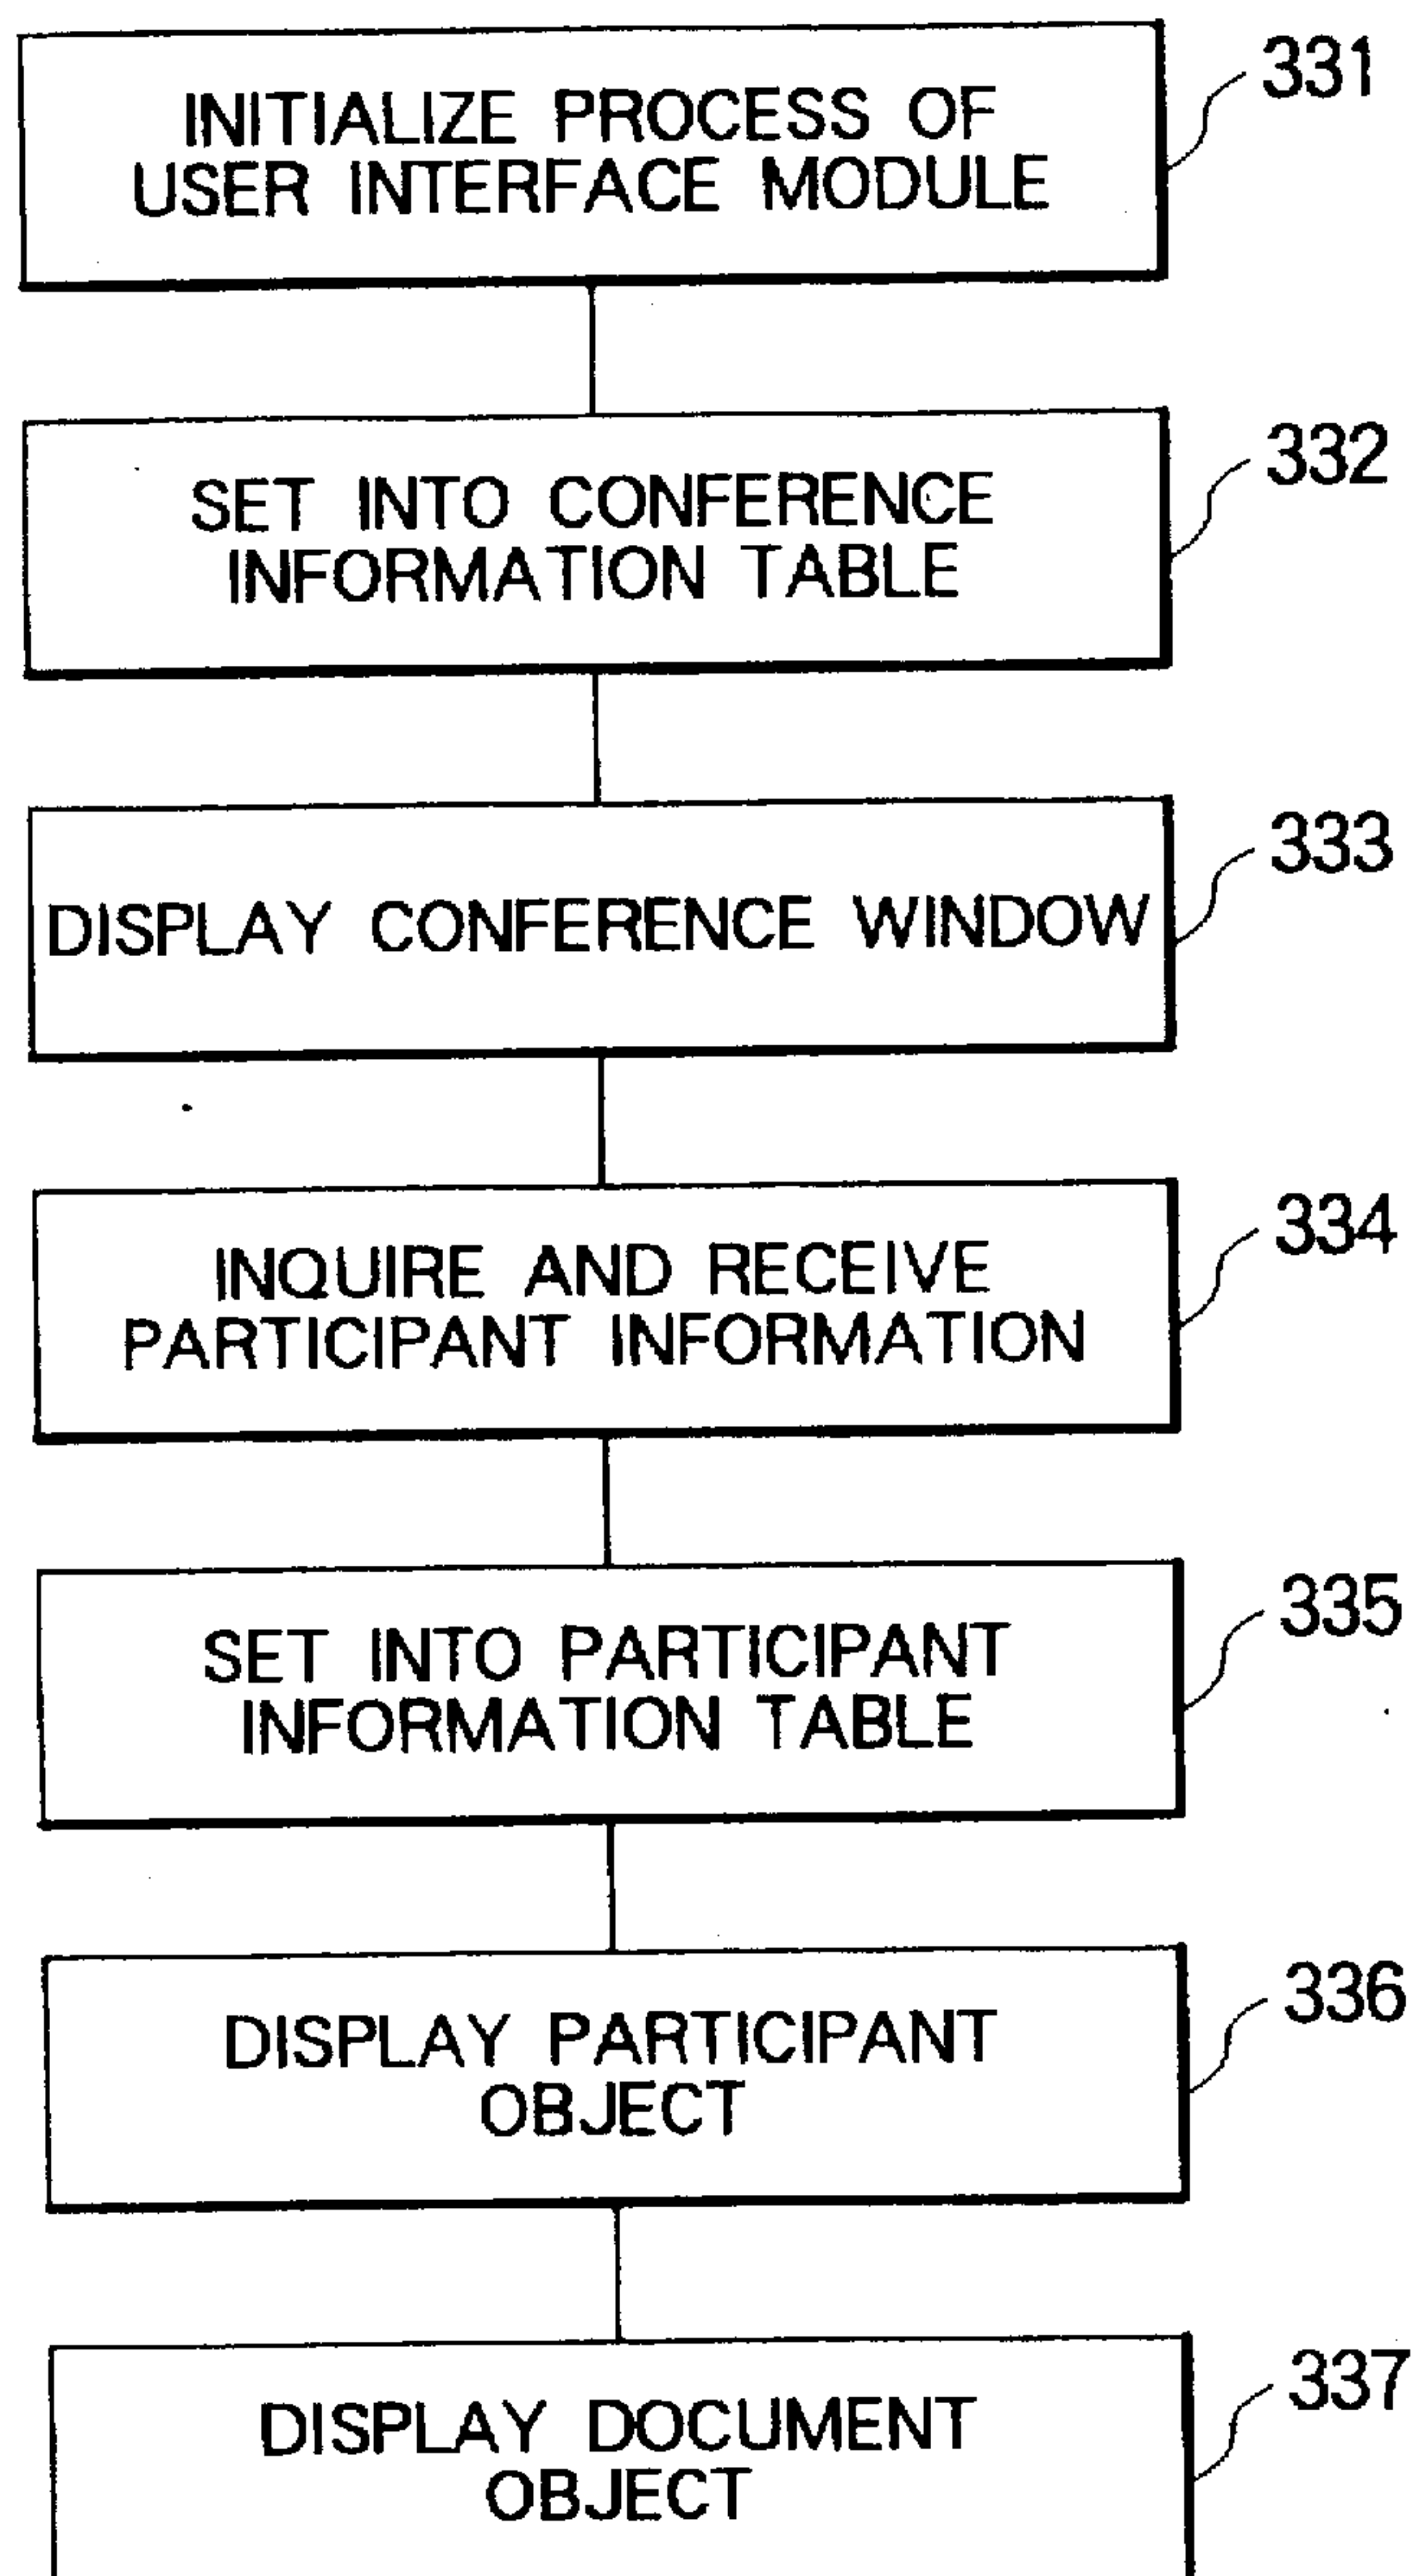 INITIALIZE PROCESS OF
USER INTERFACE MODULE
331
SET INTO CONFERENCE
INFORMATION TABLE
332
DISPLAY CONFERENCE WINDOW
333
INQUIRE AND RECEIVE
PARTICIPANT INFORMATION
334
SET INTO PARTICIPANT
INFORMATION TABLE
335
DISPLAY PARTICIPANT
OBJECT
336
DISPLAY DOCUMENT
OBJECT
337